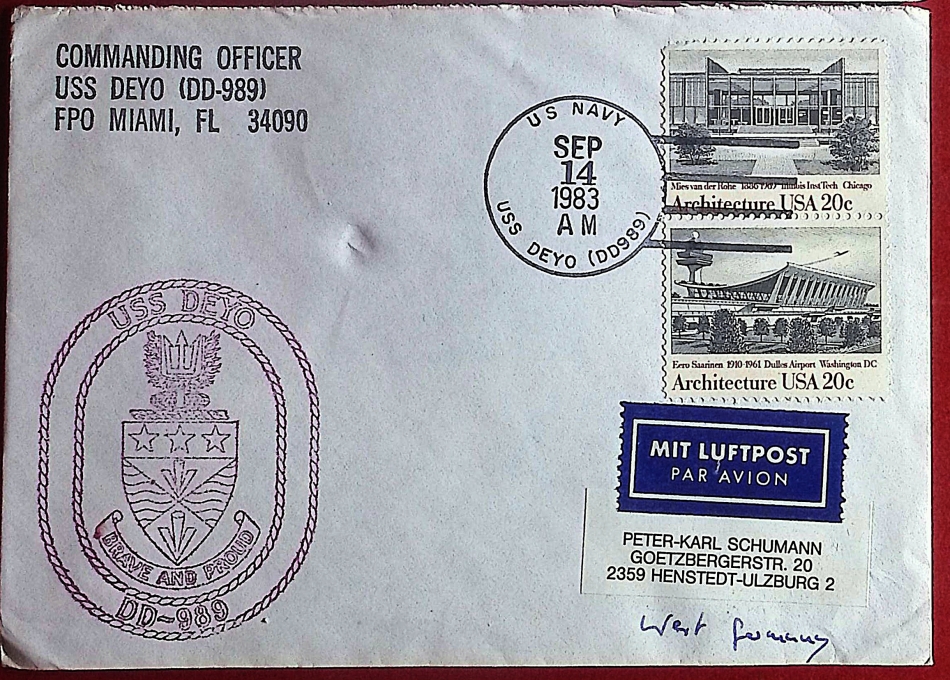 COMMANDING OFFICER
USS DEYO (DD-989)
FPO MIAMI, FL 34090
US NAVY
SEP
14
1983
AM
USS DEYO (DD989)
Mies van der Rohe 1886-1969 Illinois Inst Tech Chicago
Architecture USA 20c
Eero Saarinen 1910-1961 Dulles Airport Washington DC
Architecture USA 20c
USS DEYO
BRAVE AND PROUD
DD-989
MIT LUFTPOST
PAR AVION
PETER-KARL SCHUMANN
GOETZBERGERSTR. 20
2359 HENSTEDT-ULZBURG 2
West Germany